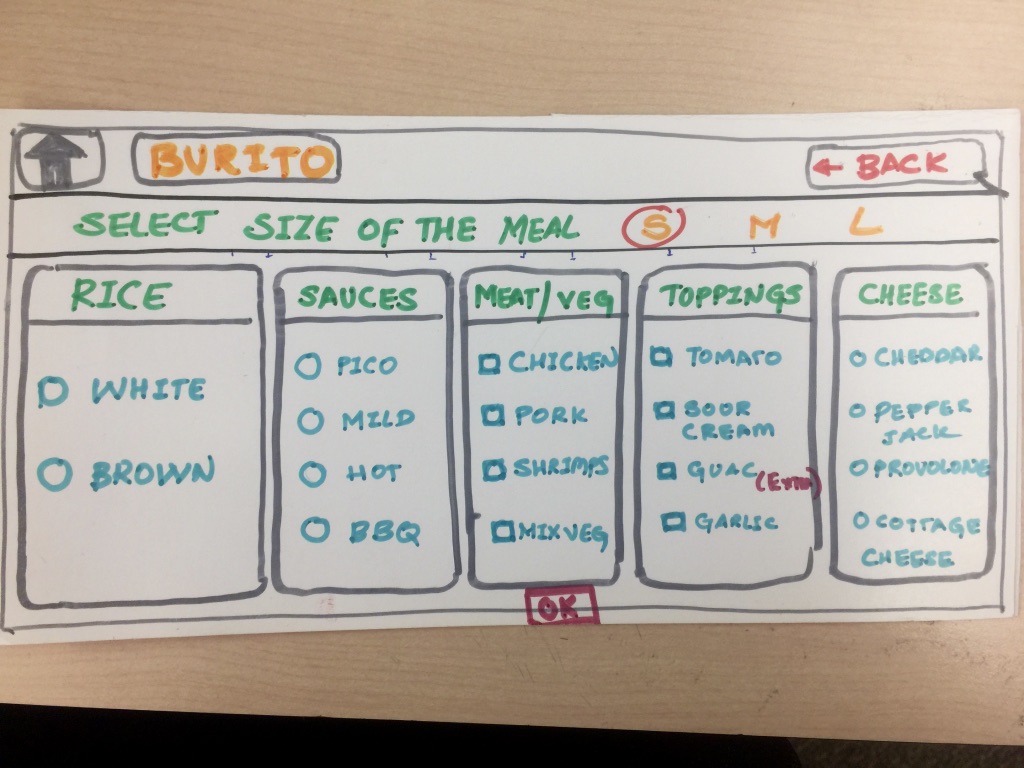 BURITO
← BACK
SELECT SIZE OF THE MEAL S M L
RICE
WHITE
BROWN
SAUCES
PICO
MILD
HOT
BBQ
MEAT/VEG
CHICKEN
PORK
SHRIMPS
MIXVEG
TOPPINGS
TOMATO
SOUR
CREAM
GUAC
(EXTRA)
GARLIC
CHEESE
CHEDDAR
PEPPER
JACK
PROVOLONE
COTTAGE
CHEESE
OK